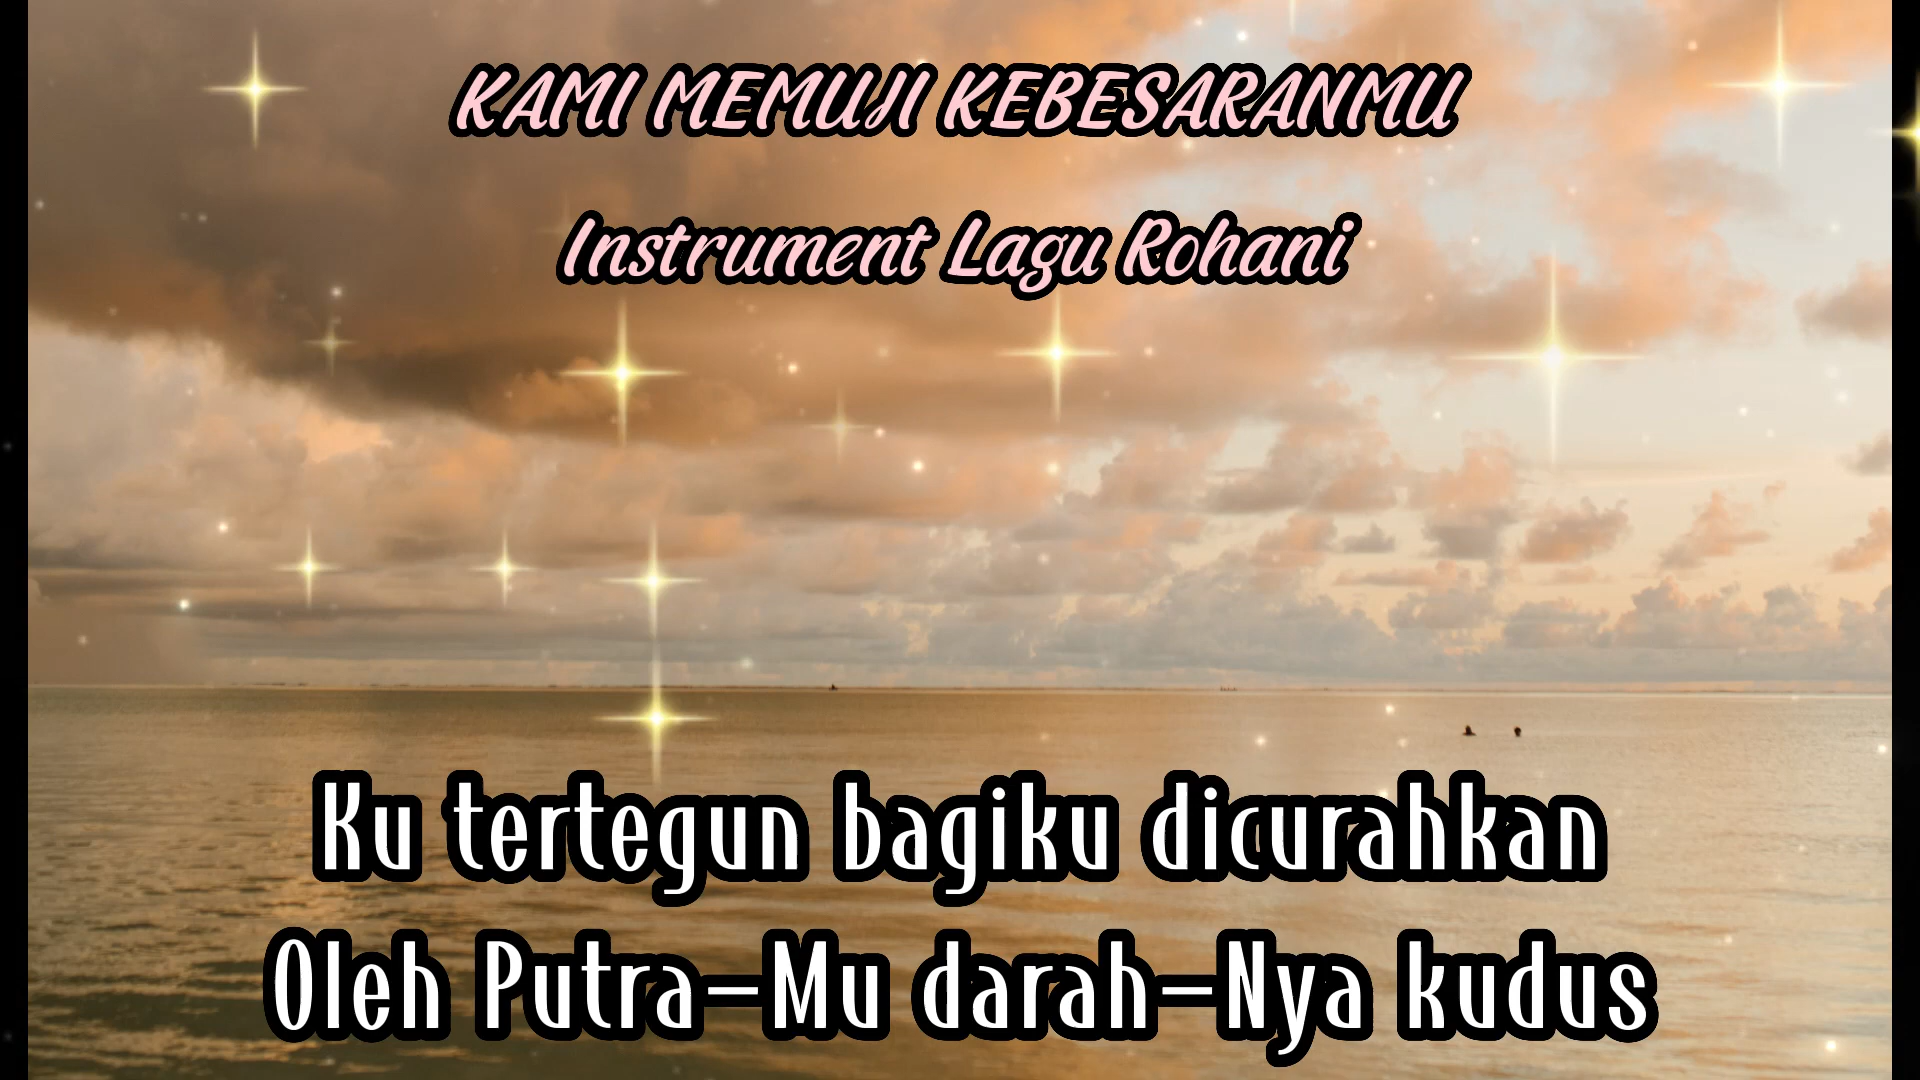 KAMI MEMUJI KEBESARANMU
Instrument Lagu Rohani
Ku tertegun bagiku dicurahkan
Oleh Putra-Mu darah-Nya kudus